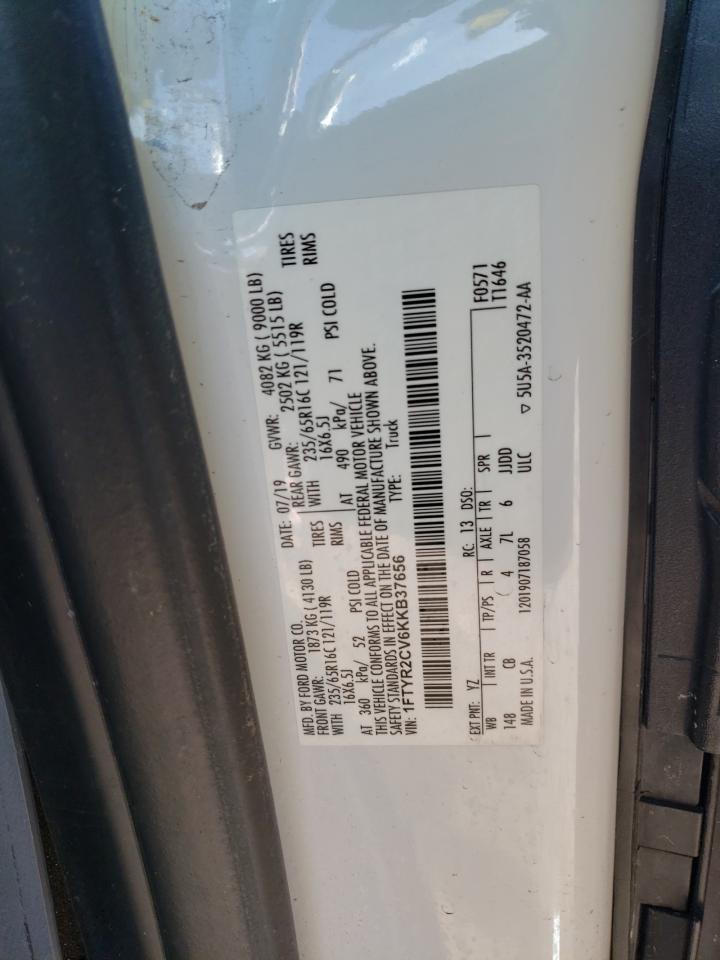 MFD. BY FORD MOTOR CO. DATE: 07/19 GVWR: 4082 KG ( 9000 LB)
FRONT GAWR: 1873 KG ( 4130 LB) REAR GAWR: 2502 KG ( 5515 LB)
WITH 235/65R16C 121/119R TIRES WITH 235/65R16C 121/119R TIRES
16X6.5J RIMS 16X6.5J RIMS
AT 360 kPa/ 52 PSI COLD AT 490 kPa/ 71 PSI COLD
THIS VEHICLE CONFORMS TO ALL APPLICABLE FEDERAL MOTOR VEHICLE
SAFETY STANDARDS IN EFFECT ON THE DATE OF MANUFACTURE SHOWN ABOVE.
VIN: 1FTYR2CV6KKB37656 TYPE: Truck
EXT PNT: YZ RC: 13 DSO: F0571
WB INT TR TP/PS R AXLE TR SPR T1646
148 CB ( 4 7L 6 JJDD
MADE IN U.S.A. 1201907187058 ULC ▽ 5U5A-3520472-AA